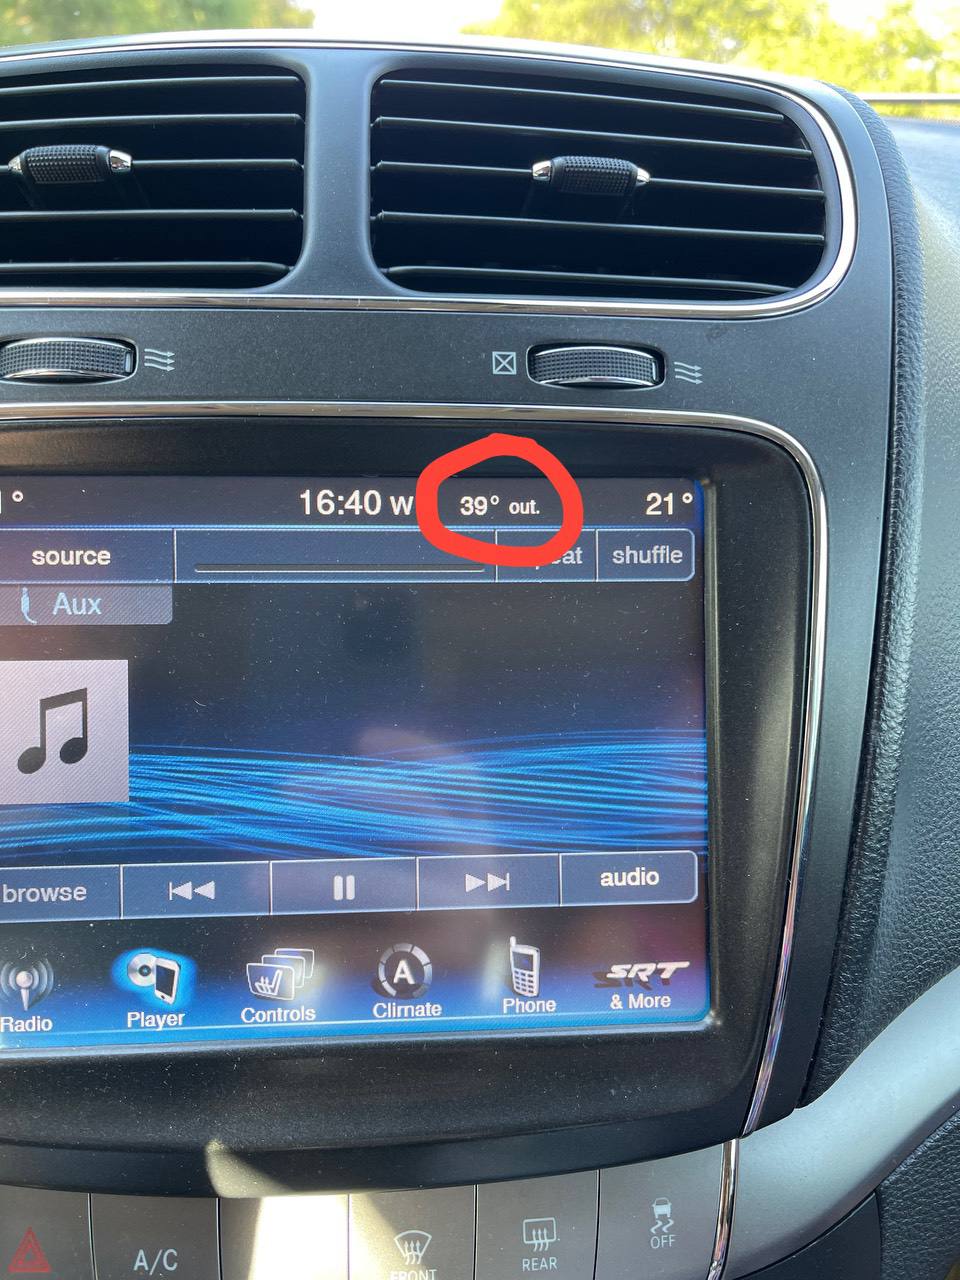 16:40 W 39° out. 21°
source shuffle
Aux
browse audio
Radio Player Controls Climate Phone SRT & More
A/C FRONT REAR OFF